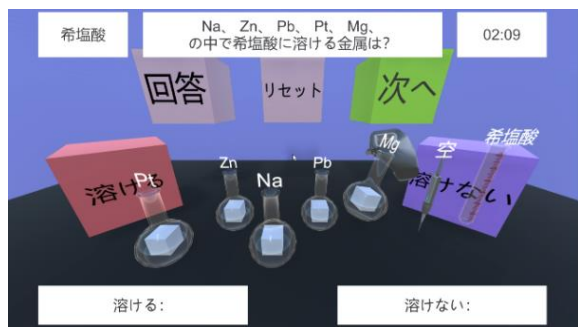 希塩酸
Na、 Zn、 Pb、 Pt、 Mg、
の中で希塩酸に溶ける金属は?
02:09
回答
リセット
次へ
溶ける
Pt
Zn
Na
Pb
Mg
空
希塩酸
溶けない
溶ける:
溶けない: